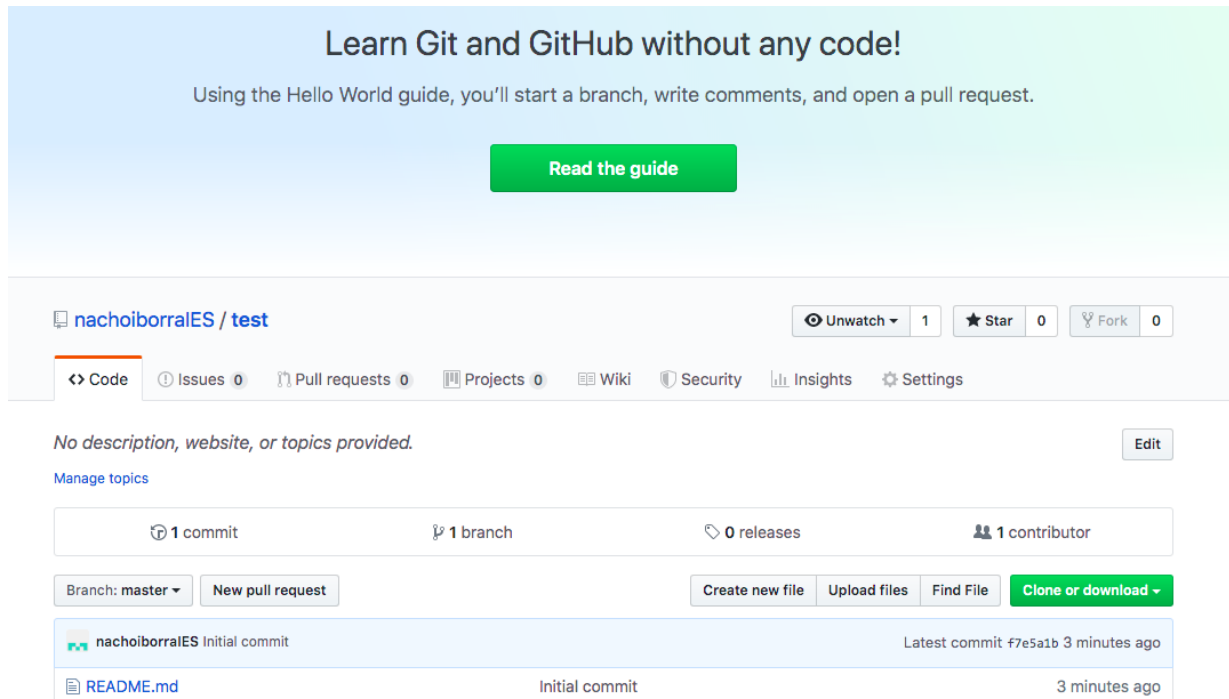 Learn Git and GitHub without any code!
Using the Hello World guide, you’ll start a branch, write comments, and open a pull request.
Read the guide
nachoiborraIES / test
Unwatch 1 Star 0 Fork 0
Code Issues 0 Pull requests 0 Projects 0 Wiki Security Insights Settings
No description, website, or topics provided.
Edit
Manage topics
1 commit 1 branch 0 releases 1 contributor
Branch: master New pull request Create new file Upload files Find File Clone or download
nachoiborraIES Initial commit Latest commit f7e5a1b 3 minutes ago
README.md Initial commit 3 minutes ago